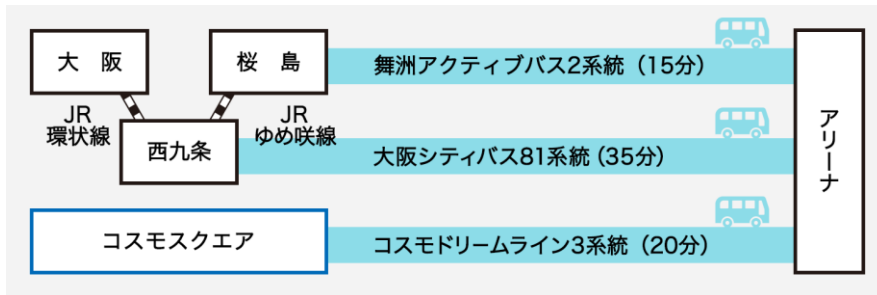 大阪
桜島
舞洲アクティブバス2系統（15分）
JR
環状線
JR
ゆめ咲線
西九条
大阪シティバス81系統（35分）
コスモスクエア
コスモドリームライン3系統（20分）
アリーナ